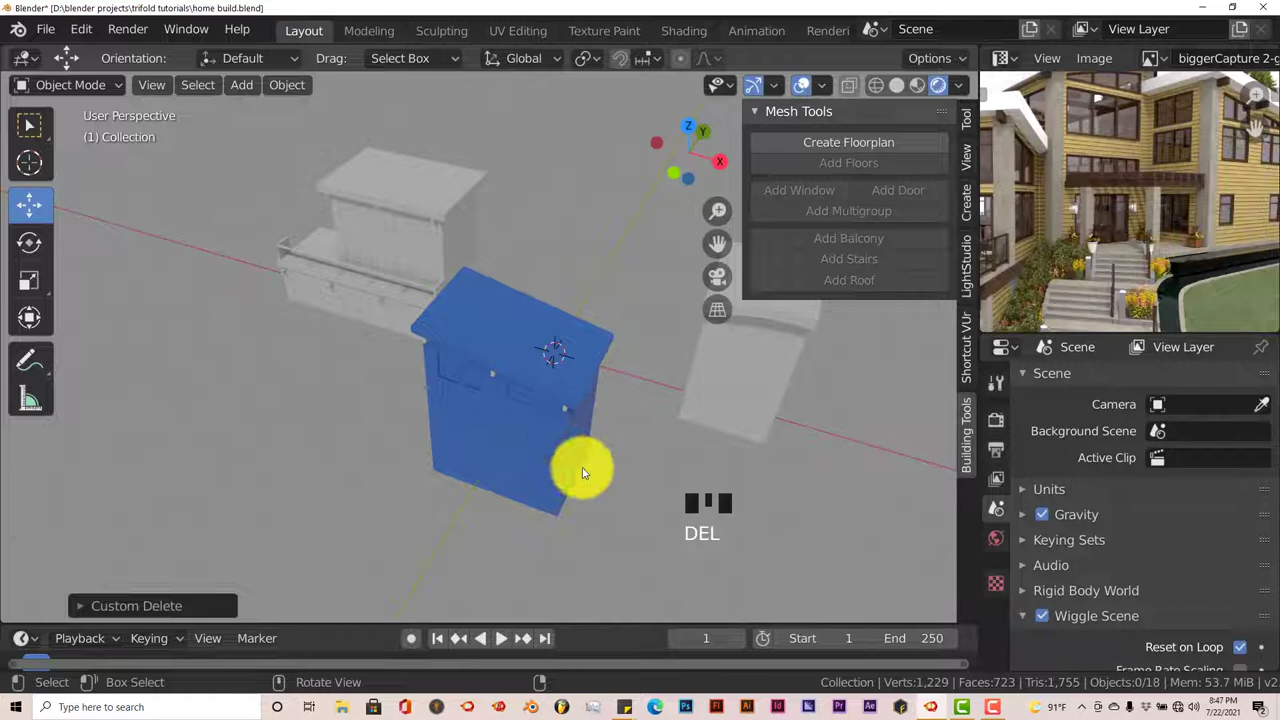 Blender* [D:\blender projects\trifold tutorials\home build.blend]
File Edit Render Window Help Layout Modeling Sculpting UV Editing Texture Paint Shading Animation Renderi Scene View Layer
Orientation: Default Drag: Select Box Global Options View Image biggerCapture 2-g
Object Mode View Select Add Object
User Perspective
(1) Collection
Z
Y
X
Mesh Tools
Create Floorplan
Add Floors
Add Window Add Door
Add Multigroup
Add Balcony
Add Stairs
Add Roof
Tool
View
Create
LightStudio
Shortcut VUr
Building Tools
Scene View Layer
Scene
Camera
Background Scene
Active Clip
Units
Gravity
Keying Sets
Audio
Rigid Body World
Wiggle Scene
Reset on Loop
Frame Rate Scaling
DEL
Custom Delete
Playback Keying View Marker 1 Start 1 End 250
Select Box Select Rotate View Collection | Verts:1,229 | Faces:723 | Tris:1,755 | Objects:0/18 | Mem: 53.7 MiB | v2
Type here to search
91°F
8:47 PM
7/22/2021